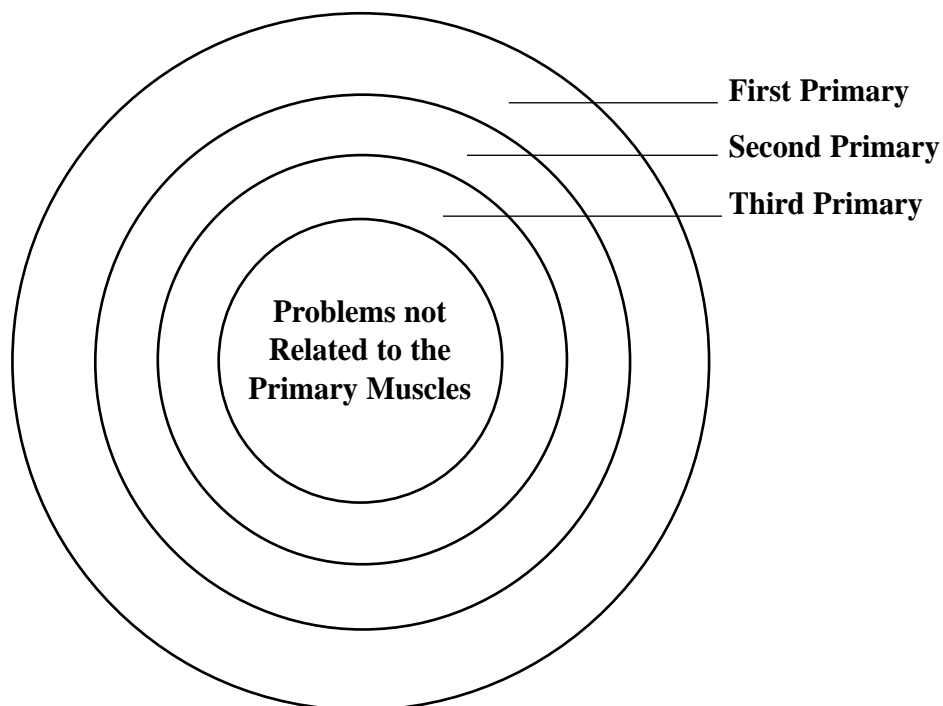 First Primary
Second Primary
Third Primary
Problems not
Related to the
Primary Muscles